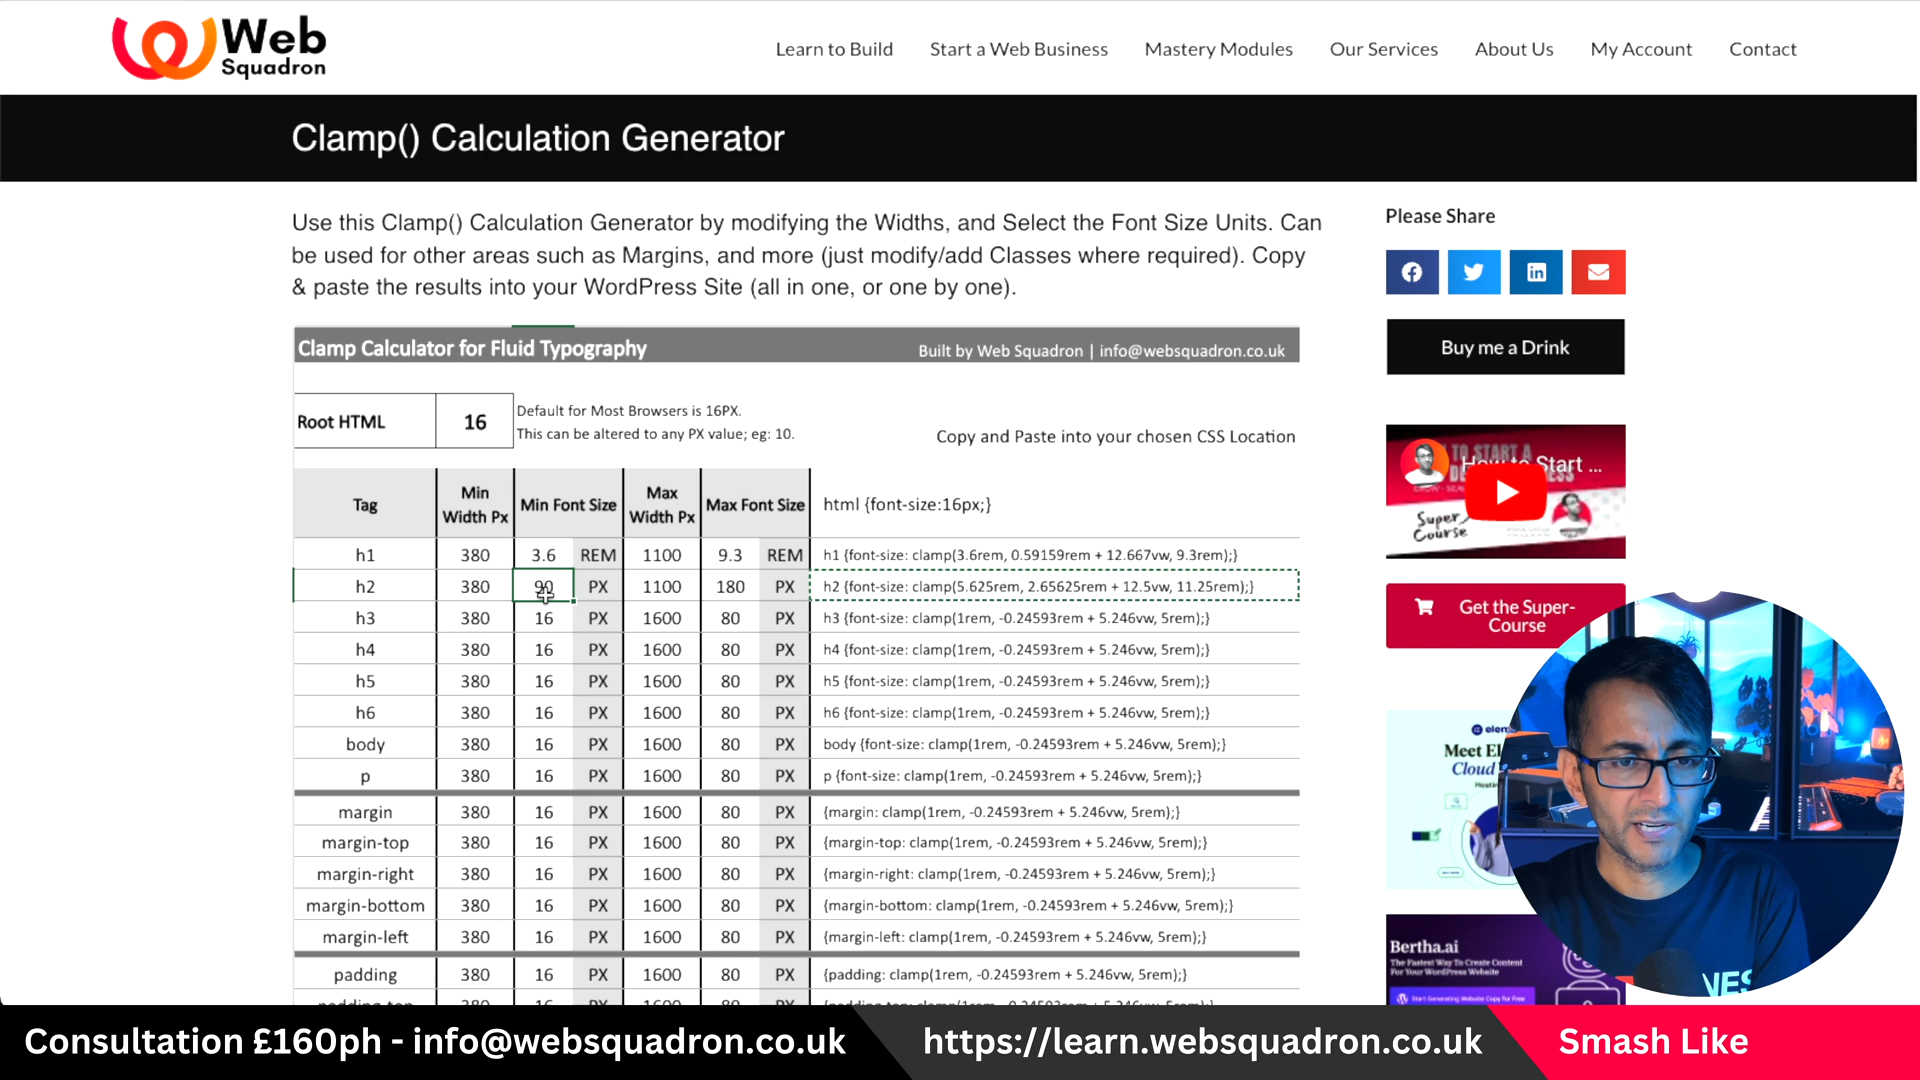 Web
Squadron
Learn to Build
Start a Web Business
Mastery Modules
Our Services
About Us
My Account
Contact
Clamp() Calculation Generator
Use this Clamp() Calculation Generator by modifying the Widths, and Select the Font Size Units. Can
be used for other areas such as Margins, and more (just modify/add Classes where required). Copy
& paste the results into your WordPress Site (all in one, or one by one).
Please Share
Buy me a Drink
Clamp Calculator for Fluid Typography
Built by Web Squadron | info@websquadron.co.uk
Root HTML 16
Default for Most Browsers is 16PX.
This can be altered to any PX value; eg: 10.
Copy and Paste into your chosen CSS Location
Tag Min Width Px Min Font Size Max Width Px Max Font Size html {font-size:16px;}
h1 380 3.6 REM 1100 9.3 REM h1 {font-size: clamp(3.6rem, 0.59159rem + 12.667vw, 9.3rem);}
h2 380 90 PX 1100 180 PX h2 {font-size: clamp(5.625rem, 2.65625rem + 12.5vw, 11.25rem);}
h3 380 16 PX 1600 80 PX h3 {font-size: clamp(1rem, -0.24593rem + 5.246vw, 5rem);}
h4 380 16 PX 1600 80 PX h4 {font-size: clamp(1rem, -0.24593rem + 5.246vw, 5rem);}
h5 380 16 PX 1600 80 PX h5 {font-size: clamp(1rem, -0.24593rem + 5.246vw, 5rem);}
h6 380 16 PX 1600 80 PX h6 {font-size: clamp(1rem, -0.24593rem + 5.246vw, 5rem);}
body 380 16 PX 1600 80 PX body {font-size: clamp(1rem, -0.24593rem + 5.246vw, 5rem);}
p 380 16 PX 1600 80 PX p {font-size: clamp(1rem, -0.24593rem + 5.246vw, 5rem);}
margin 380 16 PX 1600 80 PX {margin: clamp(1rem, -0.24593rem + 5.246vw, 5rem);}
margin-top 380 16 PX 1600 80 PX {margin-top: clamp(1rem, -0.24593rem + 5.246vw, 5rem);}
margin-right 380 16 PX 1600 80 PX {margin-right: clamp(1rem, -0.24593rem + 5.246vw, 5rem);}
margin-bottom 380 16 PX 1600 80 PX {margin-bottom: clamp(1rem, -0.24593rem + 5.246vw, 5rem);}
margin-left 380 16 PX 1600 80 PX {margin-left: clamp(1rem, -0.24593rem + 5.246vw, 5rem);}
padding 380 16 PX 1600 80 PX {padding: clamp(1rem, -0.24593rem + 5.246vw, 5rem);}
Start ...
Super
Course
Get the Super-
Course
elem
Meet El
Cloud
Bertha.ai
The Fastest Way To Create Content
For Your WordPress Website
Start Generating Website Copy for Free
Consultation £160ph - info@websquadron.co.uk
https://learn.websquadron.co.uk
Smash Like